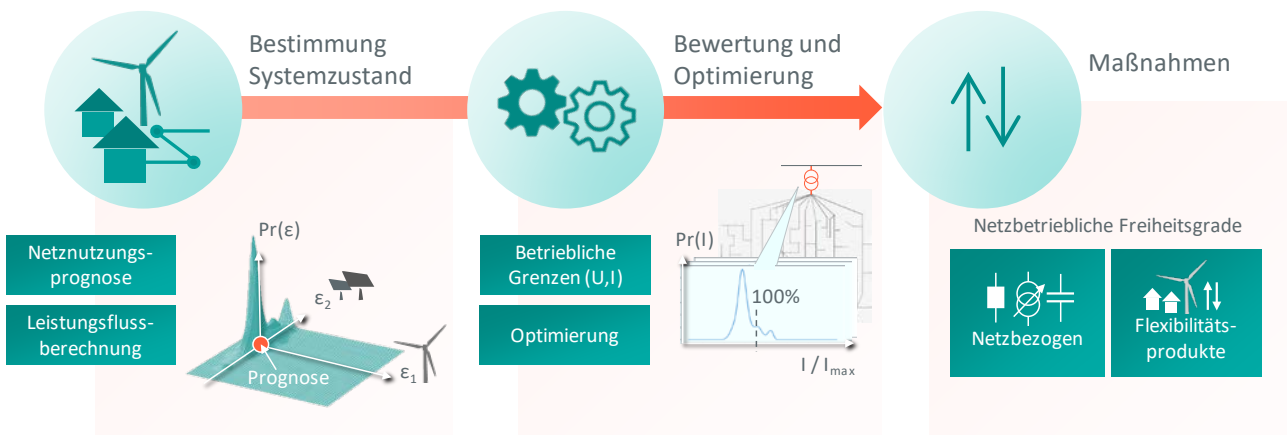 Bestimmung
Systemzustand
Bewertung und
Optimierung
Maßnahmen
Netznutzungs-
prognose
Leistungsfluss-
berechnung
Pr(ε)
ε₂
ε₁
Prognose
Betriebliche
Grenzen (U,I)
Optimierung
Pr(I)
100%
I / Iₘₐₓ
Netzbetriebliche Freiheitsgrade
Netzbezogen
Flexibilitäts-
produkte